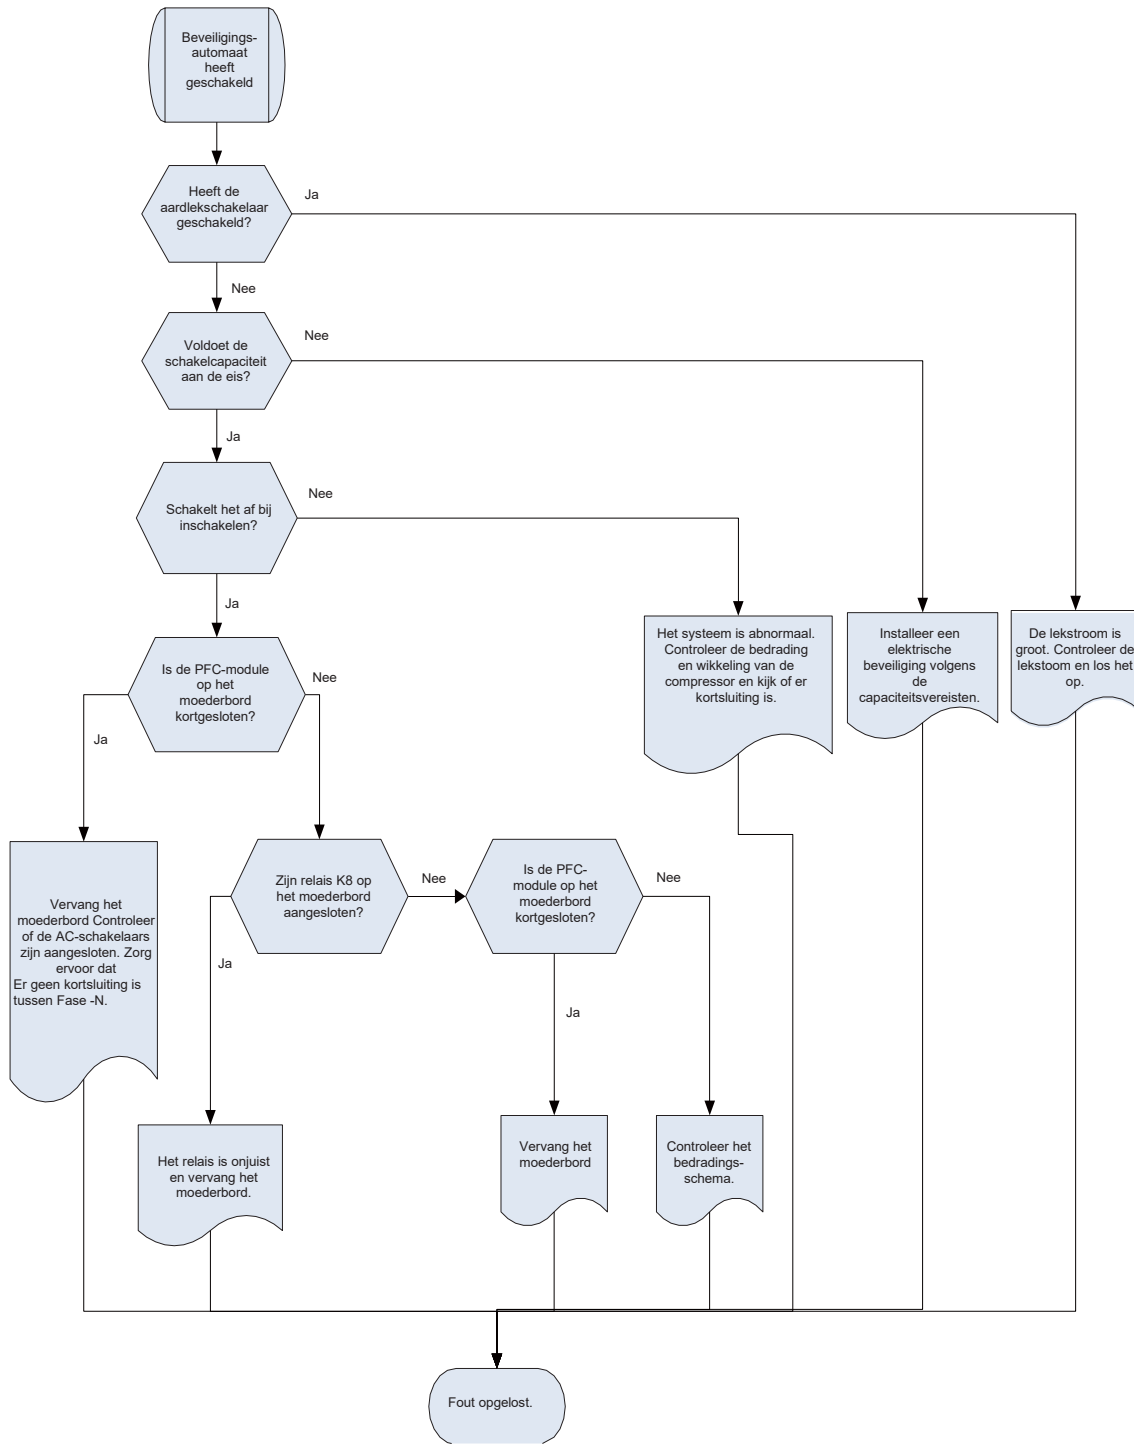 Beveiligings-
automaat
heeft
geschakeld
Heeft de
aardlekschakelaar
geschakeld?
Ja
Nee
Voldoet de
schakelcapaciteit
aan de eis?
Nee
Ja
Schakelt het af bij
inschakelen?
Nee
Ja
Is de PFC-module
op het
moederbord
kortgesloten?
Nee
Ja
Het systeem is abnormaal.
Controleer de bedrading
en wikkeling van de
compressor en kijk of er
kortsluiting is.
Installeer een
elektrische
beveiliging volgens
de
capaciteitsvereisten.
De lekstroom is
groot. Controleer de
lekstoom en los het
op.
Vervang het
moederbord Controleer
of de AC-schakelaars
zijn aangesloten. Zorg
ervoor dat
Er geen kortsluiting is
tussen Fase -N.
Zijn relais K8 op
het moederbord
aangesloten?
Nee
Ja
Is de PFC-
module op het
moederbord
kortgesloten?
Nee
Ja
Het relais is onjuist
en vervang het
moederbord.
Vervang het
moederbord
Controleer het
bedradings-
schema.
Fout opgelost.